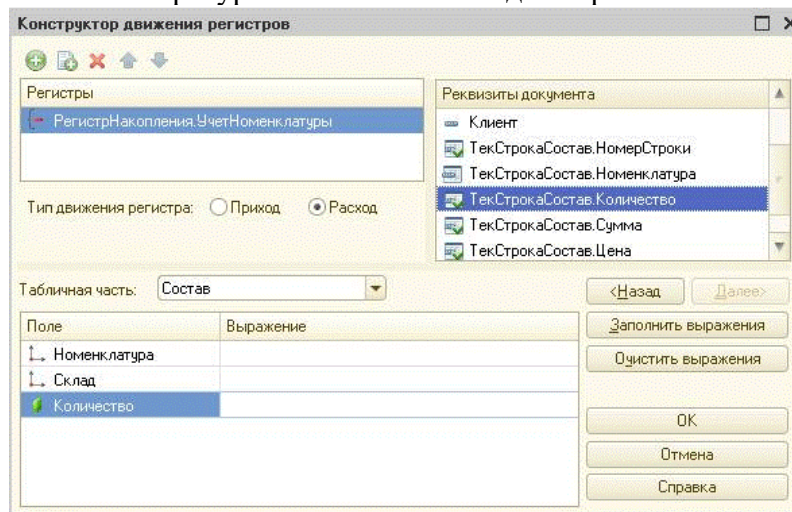 Конструктор движения регистров
Регистры
РегистрНакопления.УчетНоменклатуры
Тип движения регистра: Приход Расход
Реквизиты документа
Клиент
ТекСтрокаСостав.НомерСтроки
ТекСтрокаСостав.Номенклатура
ТекСтрокаСостав.Количество
ТекСтрокаСостав.Сумма
ТекСтрокаСостав.Цена
Табличная часть: Состав
<Назад Далее>
Поле Выражение
Номенклатура
Склад
Количество
Заполнить выражения
Очистить выражения
OK
Отмена
Справка